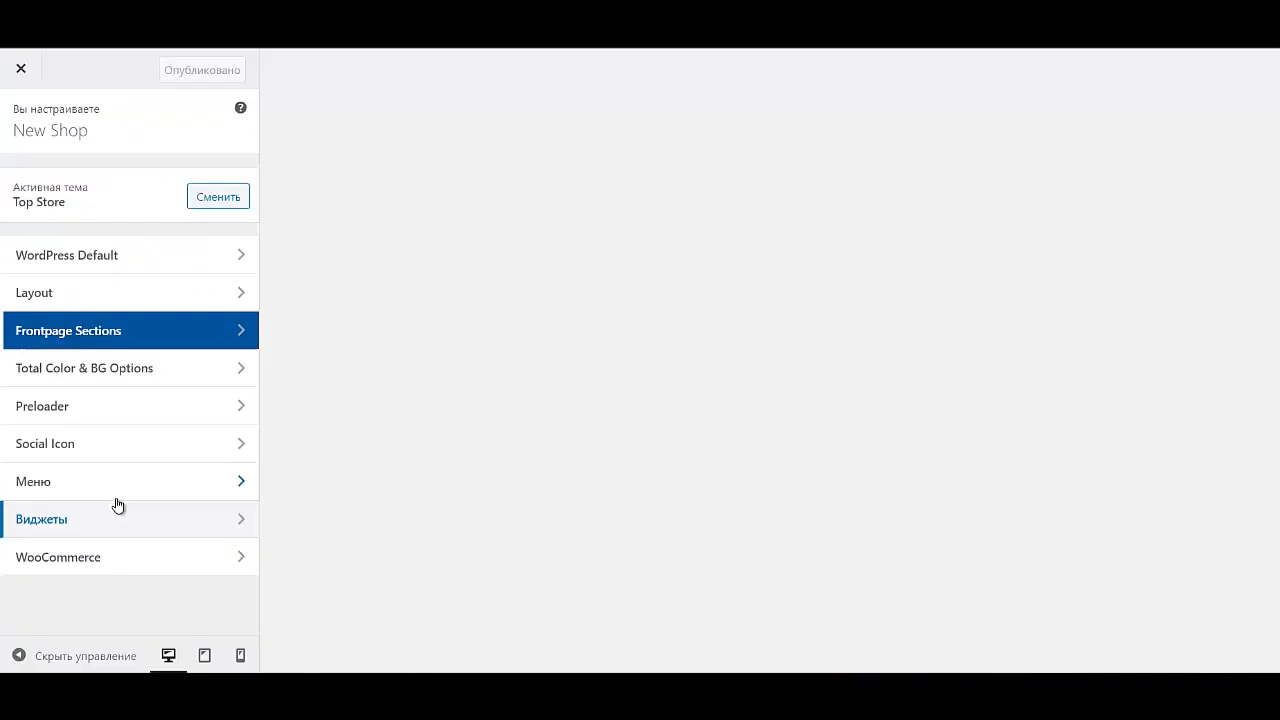 Опубликовано
Вы настраиваете
New Shop
Активная тема
Top Store
Сменить
WordPress Default
Layout
Frontpage Sections
Total Color & BG Options
Preloader
Social Icon
Меню
Виджеты
WooCommerce
Скрыть управление